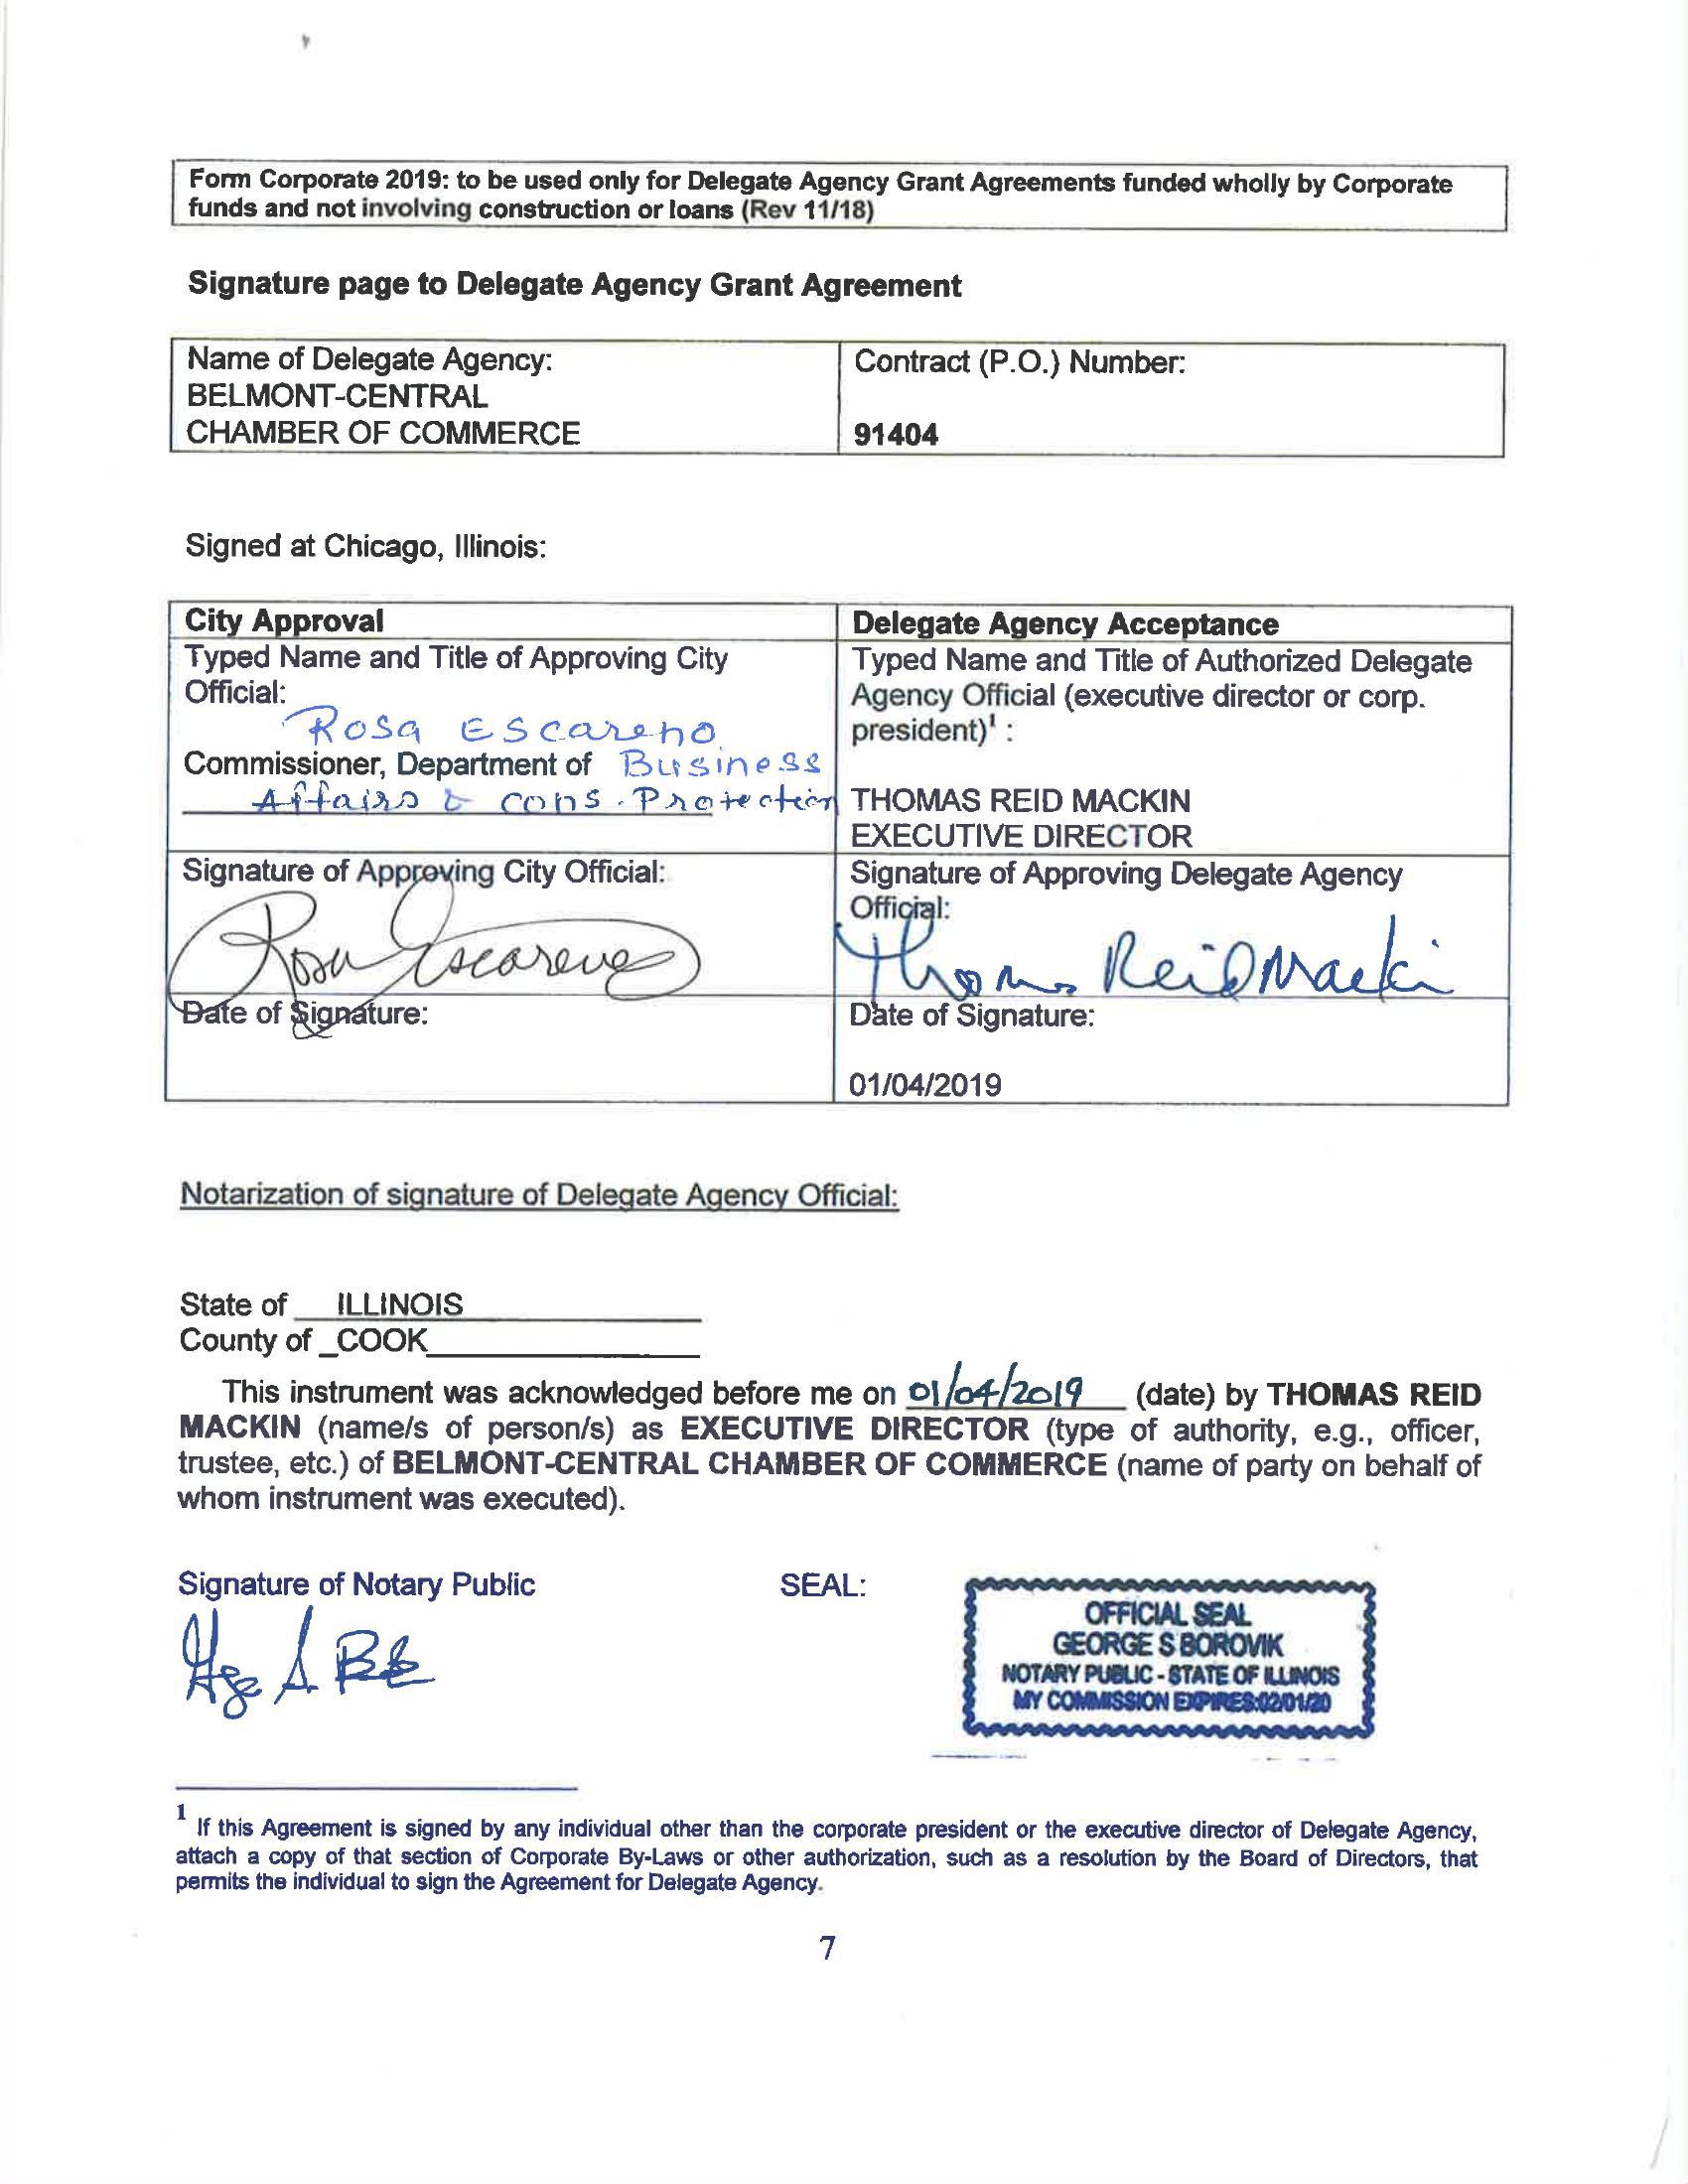 Form Corporate 2019: to be used only for Delegate Agency Grant Agreements funded wholly by Corporate
funds and not involving construction or loans (Rev 11/18)
Signature page to Delegate Agency Grant Agreement
Name of Delegate Agency:
BELMONT-CENTRAL
CHAMBER OF COMMERCE
Contract (P.O.) Number:
91404
Signed at Chicago, Illinois:
City Approval
Typed Name and Title of Approving City
Official:
Rosa Escareno
Commissioner, Department of Business
Affairs & Cons. Protection
Delegate Agency Acceptance
Typed Name and Title of Authorized Delegate
Agency Official (executive director or corp.
president)¹ :
THOMAS REID MACKIN
EXECUTIVE DIRECTOR
Signature of Approving City Official:
Rosa Escareno
Signature of Approving Delegate Agency
Official:
Thomas Reid Mackin
Date of Signature:
Date of Signature:
01/04/2019
Notarization of signature of Delegate Agency Official:
State of ILLINOIS
County of _COOK
This instrument was acknowledged before me on 01/04/2019 (date) by THOMAS REID
MACKIN (name/s of person/s) as EXECUTIVE DIRECTOR (type of authority, e.g., officer,
trustee, etc.) of BELMONT-CENTRAL CHAMBER OF COMMERCE (name of party on behalf of
whom instrument was executed).
Signature of Notary Public
SEAL:
OFFICIAL SEAL
GEORGE S BOROVIK
NOTARY PUBLIC - STATE OF ILLINOIS
MY COMMISSION EXPIRES:02/01/20
¹ If this Agreement is signed by any individual other than the corporate president or the executive director of Delegate Agency,
attach a copy of that section of Corporate By-Laws or other authorization, such as a resolution by the Board of Directors, that
permits the individual to sign the Agreement for Delegate Agency.
7